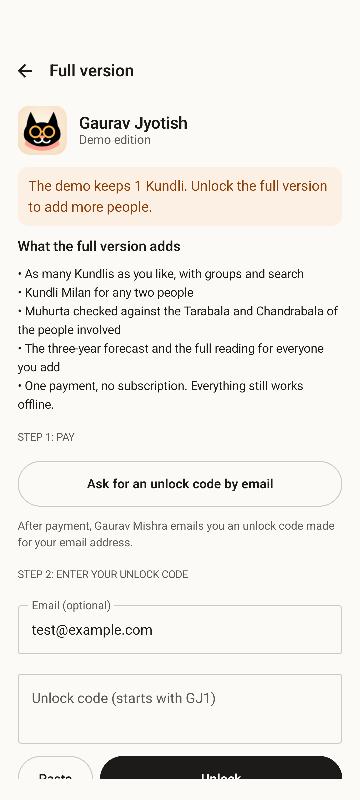 Full version
Gaurav Jyotish
Demo edition
The demo keeps 1 Kundli. Unlock the full version
to add more people.
What the full version adds
• As many Kundlis as you like, with groups and search
• Kundli Milan for any two people
• Muhurta checked against the Tarabala and Chandrabala of
the people involved
• The three-year forecast and the full reading for everyone
you add
• One payment, no subscription. Everything still works
offline.
STEP 1: PAY
Ask for an unlock code by email
After payment, Gaurav Mishra emails you an unlock code made
for your email address.
STEP 2: ENTER YOUR UNLOCK CODE
Email (optional)
test@example.com
Unlock code (starts with GJ1)
Paste
Unlock